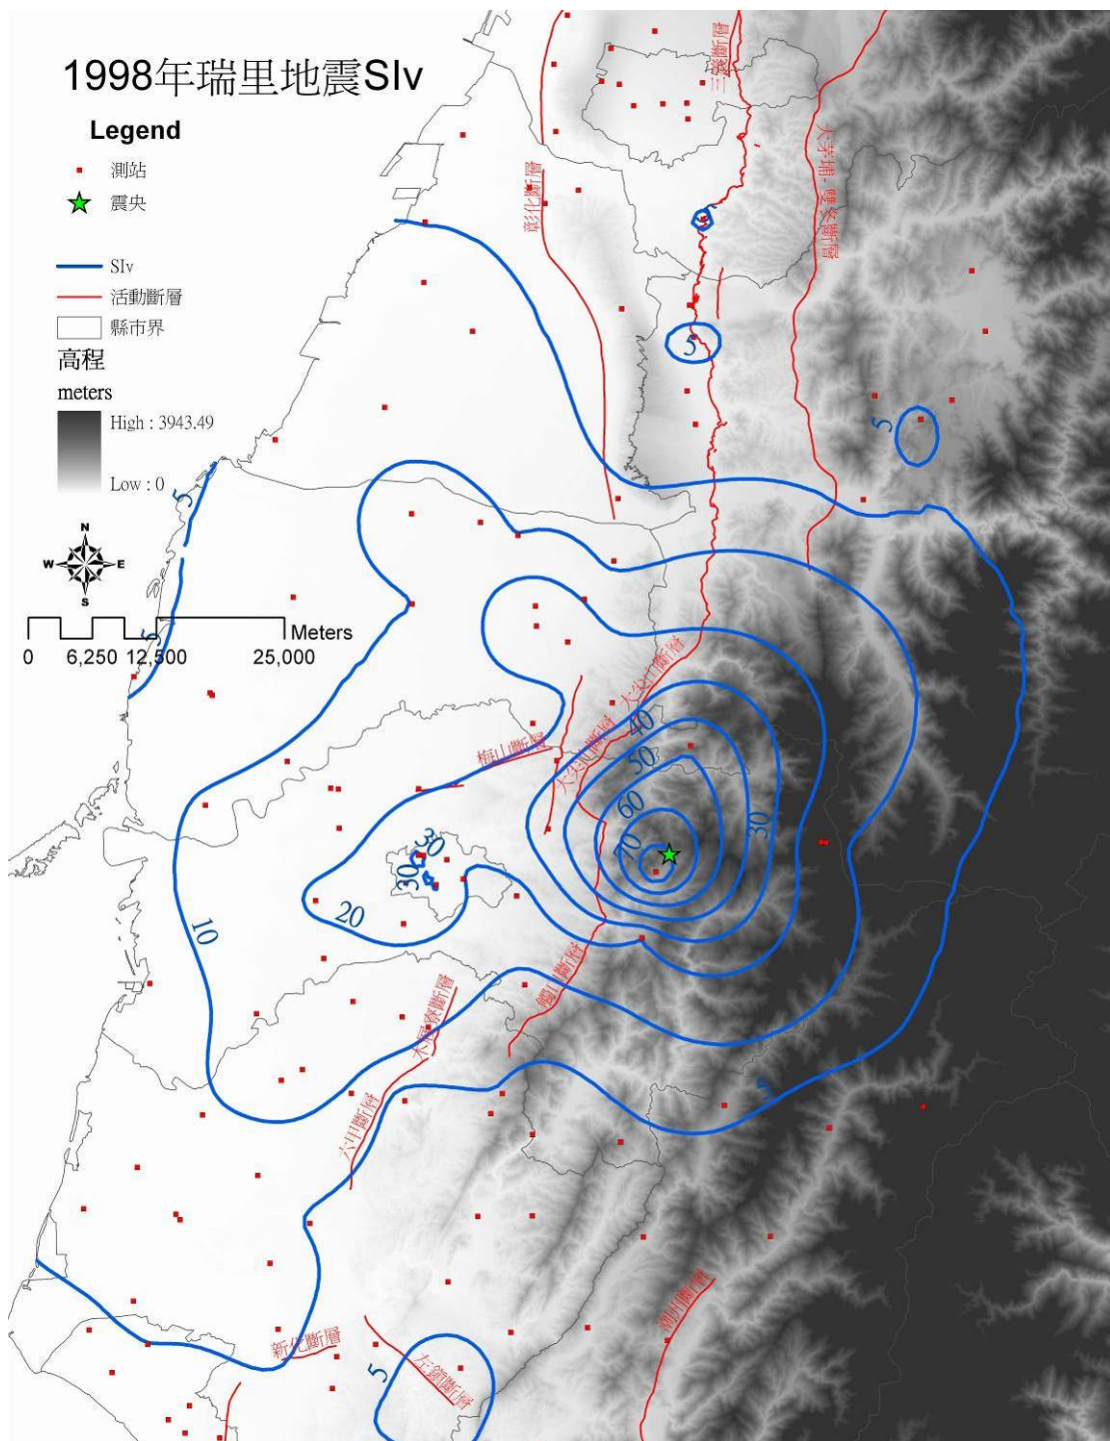 1998年瑞里地震SIv
Legend
測站
震央
SIv
活動斷層
縣市界
高程
meters
High : 3943.49
Low : 0
N
W E
S
Meters
0 6,250 12,500 25,000
三義斷層
大茅埔-雙冬斷層
彰化斷層
5
5
5
5
5
大尖山斷層
40
梅山斷層
50
60
30
70
30
30
20
10
觸口斷層
木屐寮斷層
5
六甲斷層
潮州斷層
新化斷層
5
左鎮斷層